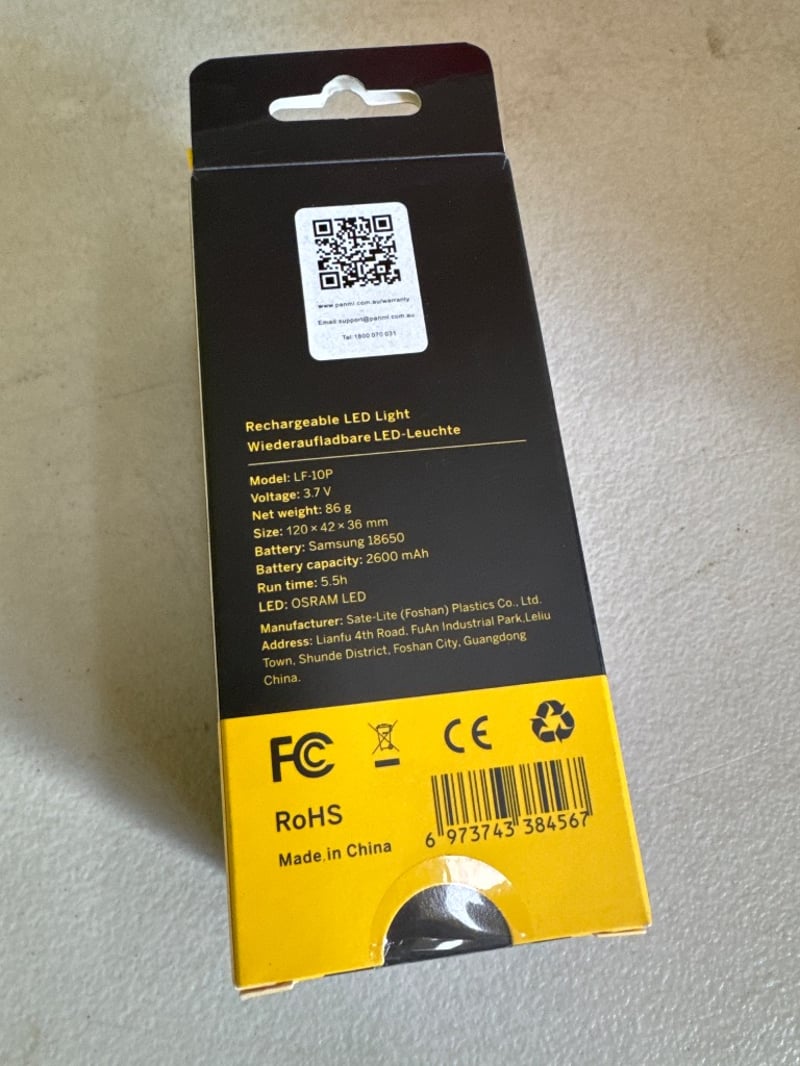 www.panmi.com.au/warranty
Email:support@panmi.com.au
Tel:1800 070 031
Rechargeable LED Light
Wiederaufladbare LED-Leuchte
Model: LF-10P
Voltage: 3.7 V
Net weight: 86 g
Size: 120 × 42 × 36 mm
Battery: Samsung 18650
Battery capacity: 2600 mAh
Run time: 5.5h
LED: OSRAM LED
Manufacturer: Sate-Lite (Foshan) Plastics Co., Ltd.
Address: Lianfu 4th Road, FuAn Industrial Park,Leliu
Town, Shunde District, Foshan City, Guangdong
China.
FC CE
RoHS
Made in China
6 973743 384567